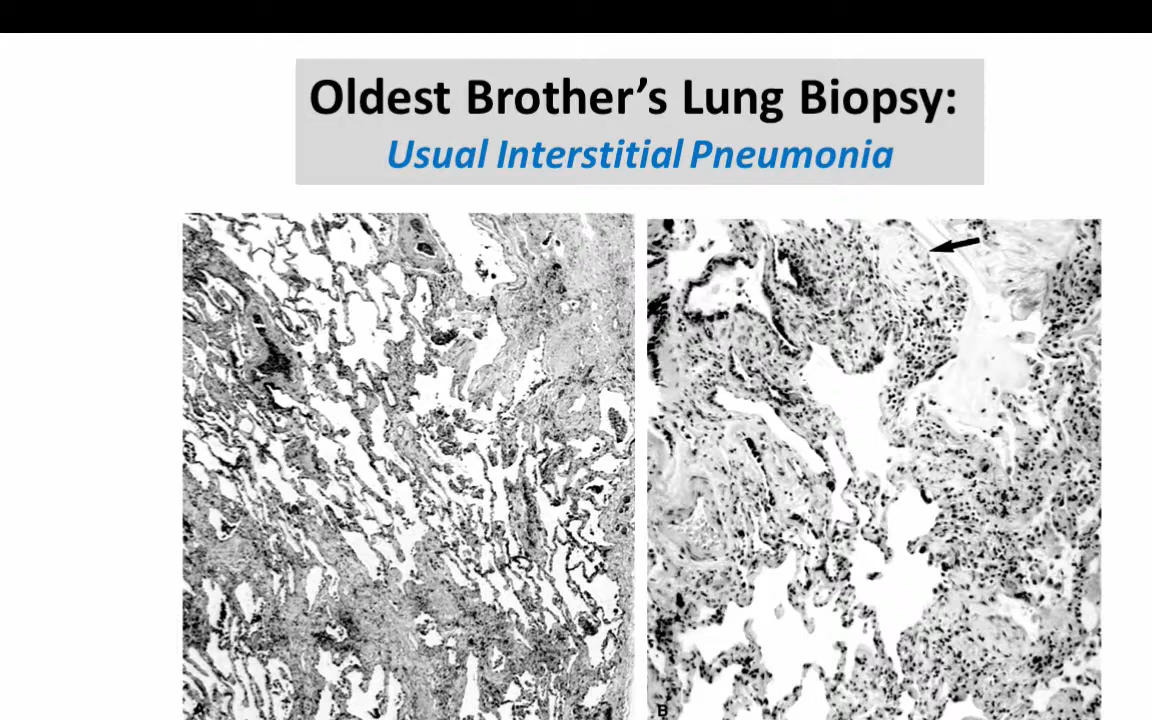 Oldest Brother’s Lung Biopsy:
Usual Interstitial Pneumonia
A
B